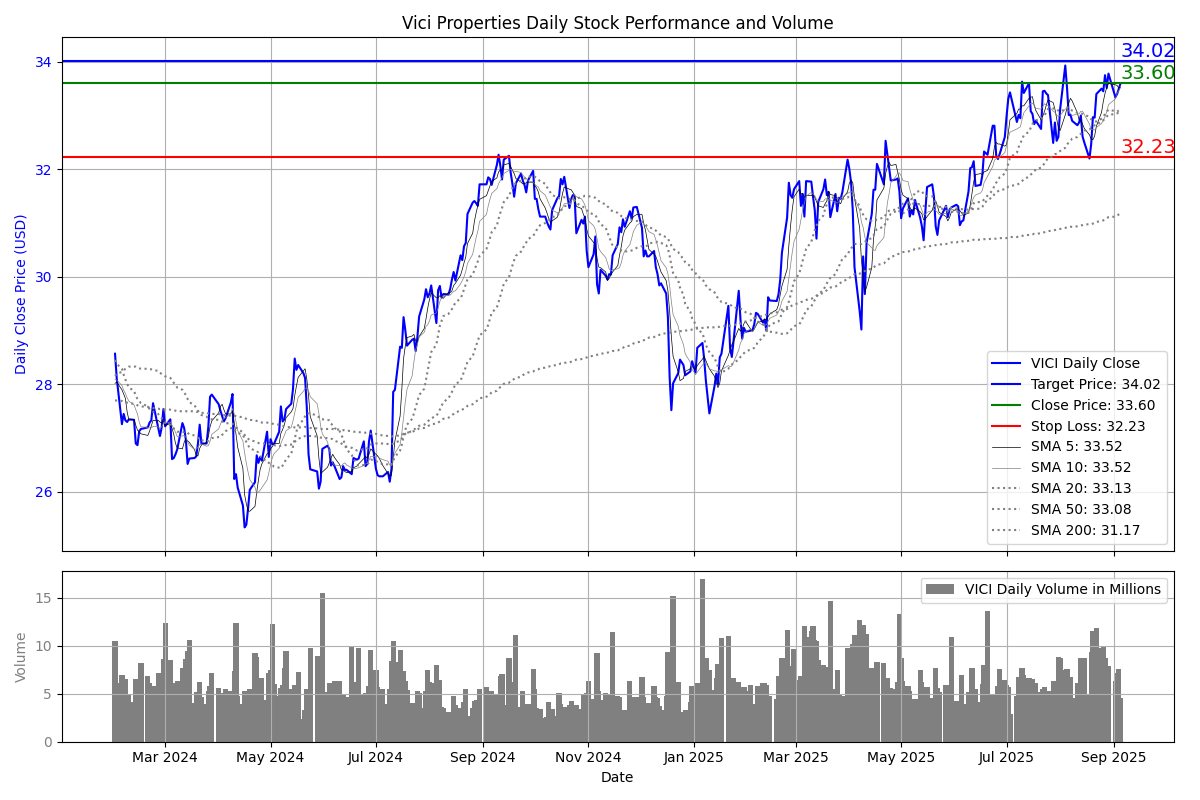 Vici Properties Daily Stock Performance and Volume
34.02
33.60
32.23
34
32
30
28
26
Daily Close Price (USD)
VICI Daily Close
Target Price: 34.02
Close Price: 33.60
Stop Loss: 32.23
SMA 5: 33.52
SMA 10: 33.52
SMA 20: 33.13
SMA 50: 33.08
SMA 200: 31.17
VICI Daily Volume in Millions
15
10
5
0
Volume
Mar 2024
May 2024
Jul 2024
Sep 2024
Nov 2024
Jan 2025
Mar 2025
May 2025
Jul 2025
Sep 2025
Date